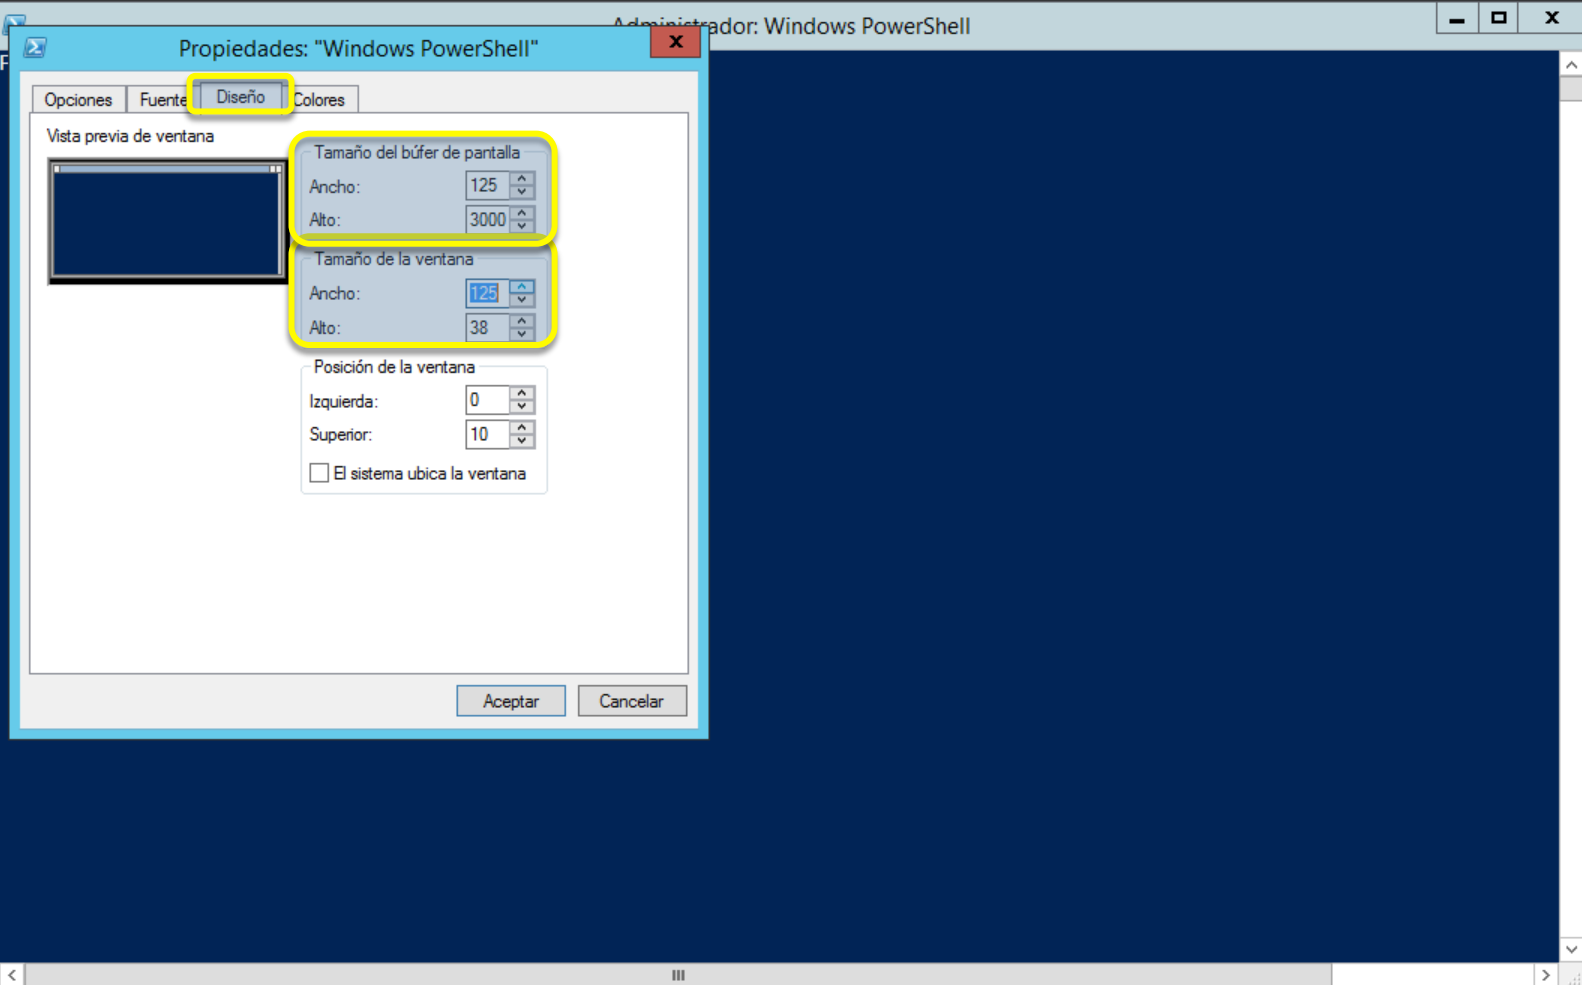 Administrador: Windows PowerShell
Propiedades: "Windows PowerShell"
Opciones
Fuente
Diseño
Colores
Vista previa de ventana
Tamaño del búfer de pantalla
Ancho: 125
Alto: 3000
Tamaño de la ventana
Ancho: 125
Alto: 38
Posición de la ventana
Izquierda: 0
Superior: 10
El sistema ubica la ventana
Aceptar
Cancelar